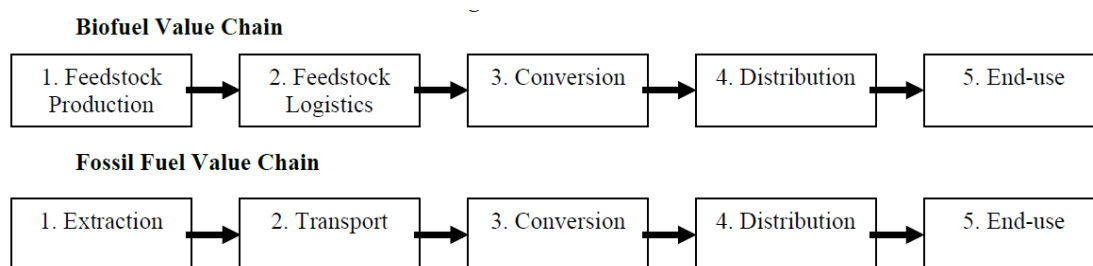 Biofuel Value Chain
1. Feedstock
Production
2. Feedstock
Logistics
3. Conversion
4. Distribution
5. End-use
Fossil Fuel Value Chain
1. Extraction
2. Transport
3. Conversion
4. Distribution
5. End-use